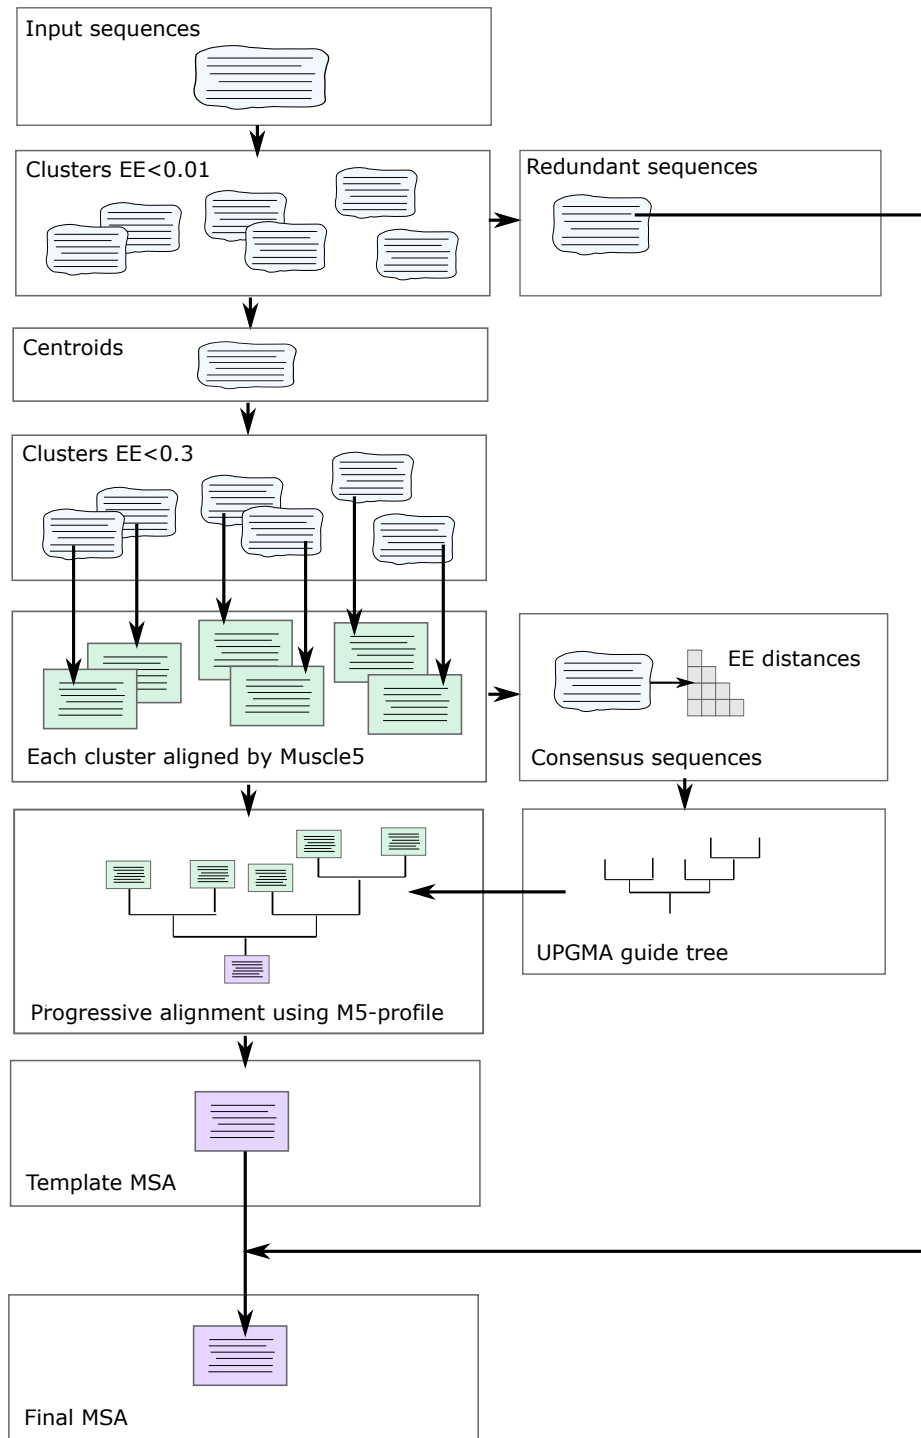 Input sequences
Clusters EE<0.01
Redundant sequences
Centroids
Clusters EE<0.3
Each cluster aligned by Muscle5
EE distances
Consensus sequences
UPGMA guide tree
Progressive alignment using M5-profile
Template MSA
Final MSA